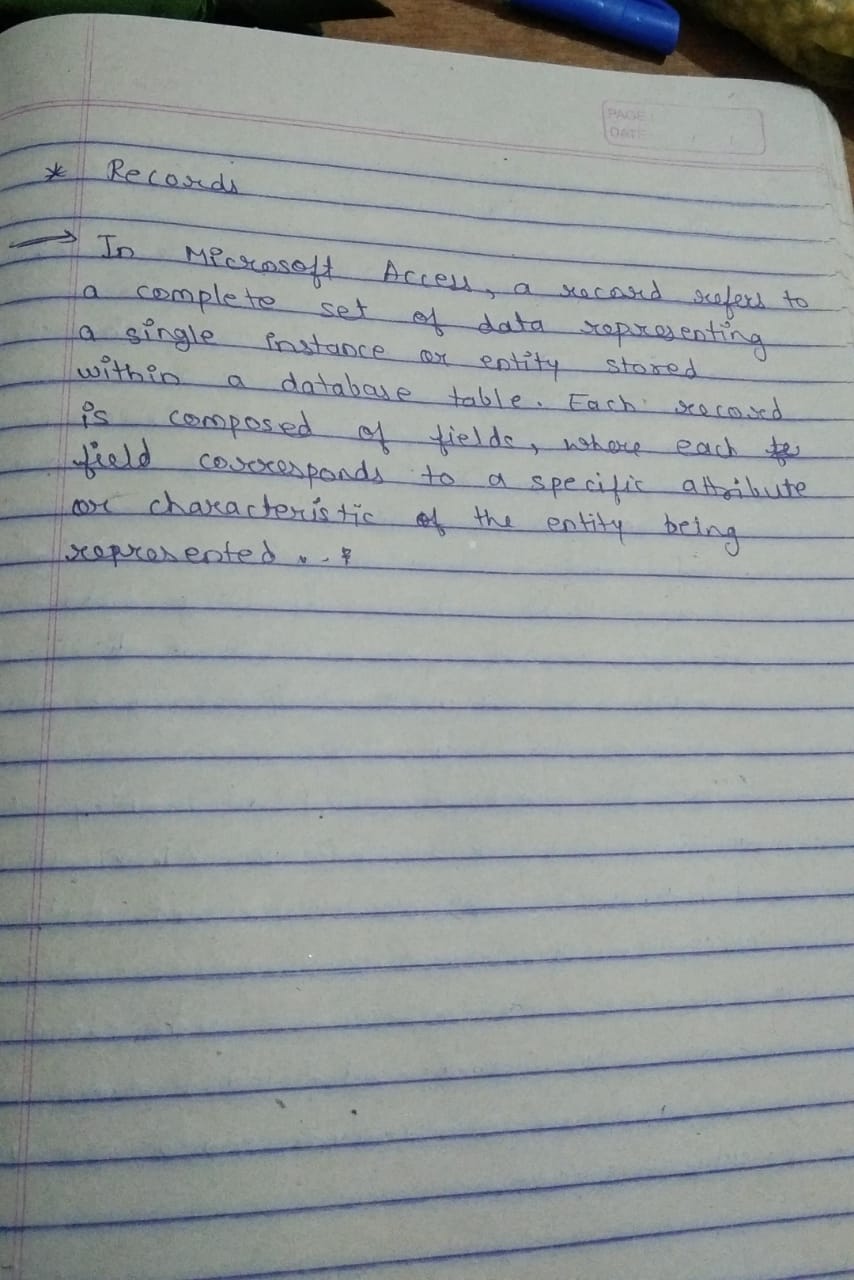 PAGE:
DATE:
* Records
→ In Microsoft Access, a record refers to
a complete set of data representing
a single instance or entity stored
within a database table. Each record
is composed of fields, where each
field corresponds to a specific attribute
or characteristic of the entity being
represented...